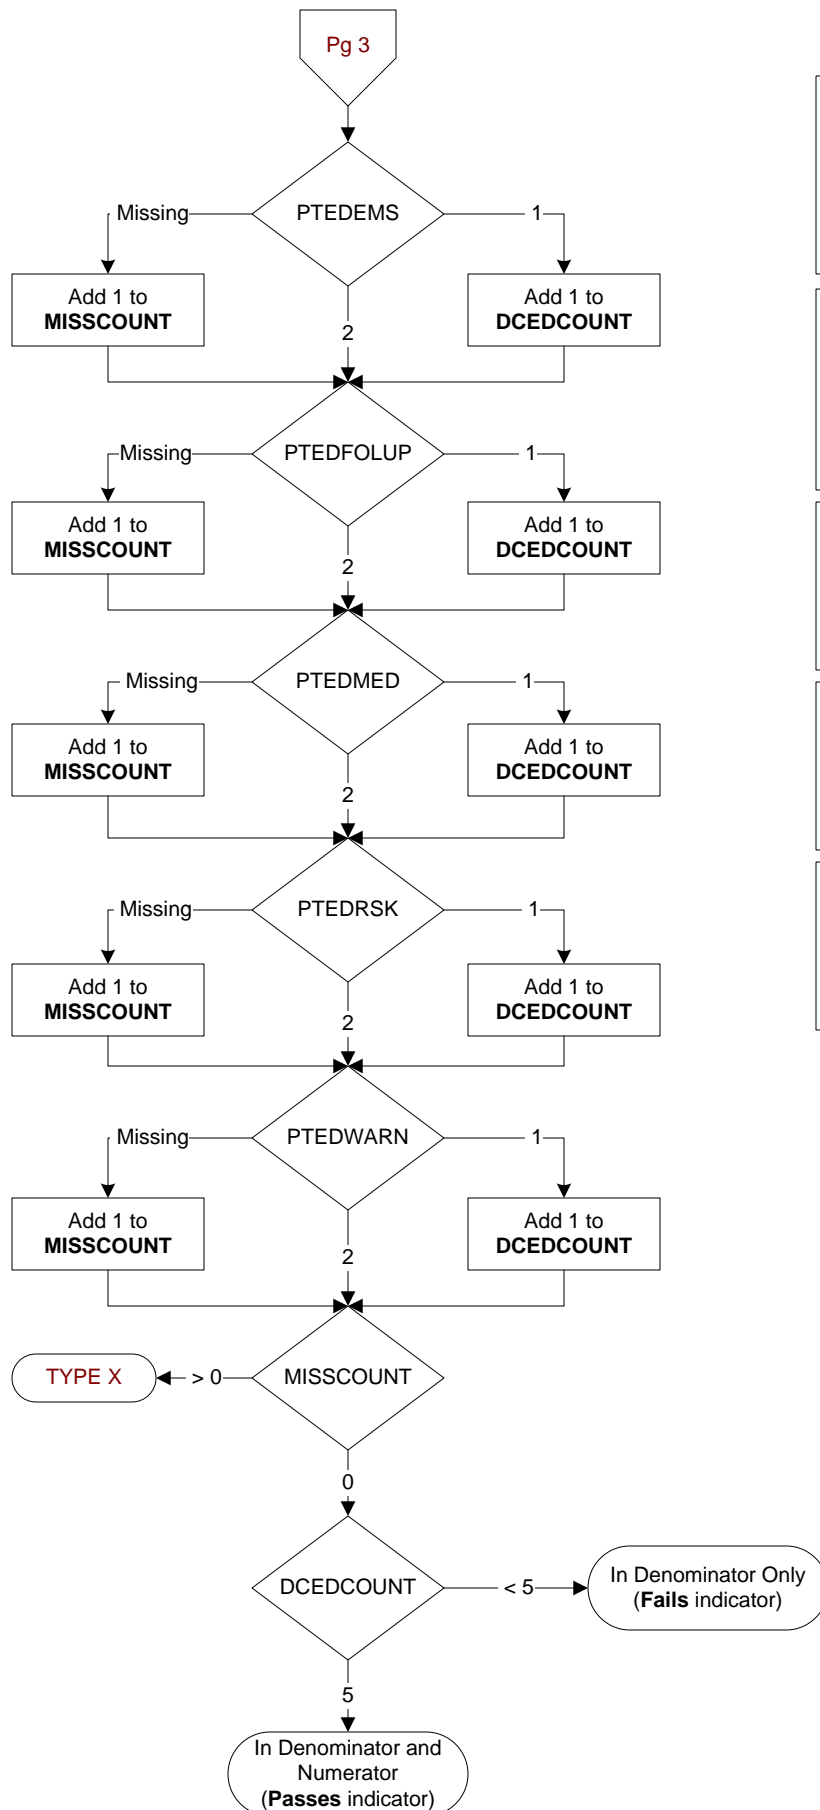 Pg 3
PTEDEMS
Missing
1
Add 1 to
MISSCOUNT
2
Add 1 to
DCEDCOUNT
PTEDFOLUP
Missing
1
Add 1 to
MISSCOUNT
2
Add 1 to
DCEDCOUNT
PTEDMED
Missing
1
Add 1 to
MISSCOUNT
2
Add 1 to
DCEDCOUNT
PTEDRSK
Missing
1
Add 1 to
MISSCOUNT
2
Add 1 to
DCEDCOUNT
PTEDWARN
Missing
1
Add 1 to
MISSCOUNT
2
Add 1 to
DCEDCOUNT
MISSCOUNT
> 0
TYPE X
0
DCEDCOUNT
< 5
In Denominator Only
(Fails indicator)
5
In Denominator and
Numerator
(Passes indicator)